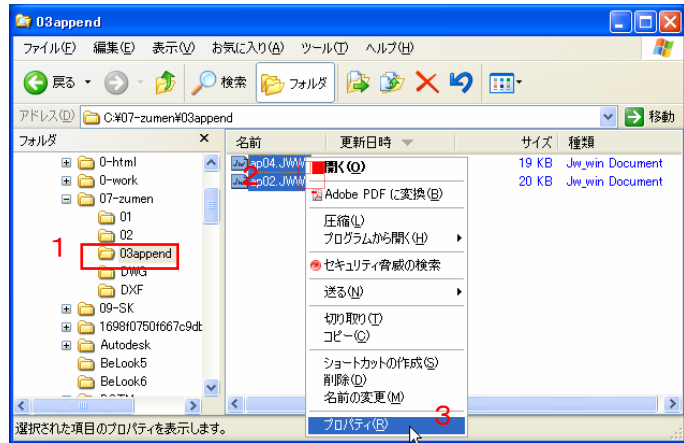 03append
ファイル(F) 編集(E) 表示(V) お気に入り(A) ツール(T) ヘルプ(H)
戻る 検索 フォルダ
アドレス(D) C:¥07-zumen¥03append 移動
フォルダ × 名前 更新日時 サイズ 種類
0-html
0-work
07-zumen
01
02
1 03append
DWG
DXF
09-SK
1698f0750f667c9dt
Autodesk
BeLook5
BeLook6
ap04.JWW 19 KB Jw_win Document
2 ap02.JWW 20 KB Jw_win Document
開く(O)
Adobe PDF に変換(B)
圧縮(L)
プログラムから開く(H)
セキュリティ脅威の検索
送る(N)
切り取り(T)
コピー(C)
ショートカットの作成(S)
削除(D)
名前の変更(M)
プロパティ(R) 3
選択された項目のプロパティを表示します。